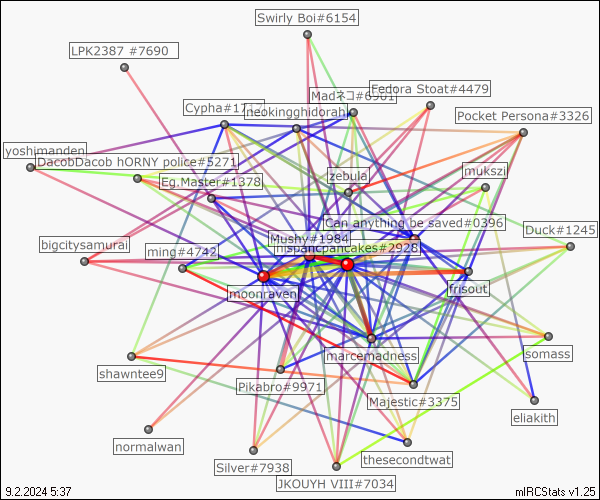 Swirly Boi#6154
LPK2387 #7690
Fedora Stoat#4479
Madネコ#6901
Cypha#1712
neokingghidorah
Pocket Persona#3326
yoshimanden
DacobDacob hORNY police#5271
zebula
mukszi
Eg.Master#1378
Can anything be saved#0396
Duck#1245
bigcitysamurai
Mushy#1984
ming#4742
hispanicpancakes#2928
moonraven
frisout
marcemadness
somass
shawntee9
Pikabro#9971
Majestic#3375
eliakith
normalwan
thesecondtwat
Silver#7938
JKOUYH VIII#7034
9.2.2024 5:37
mIRCStats v1.25